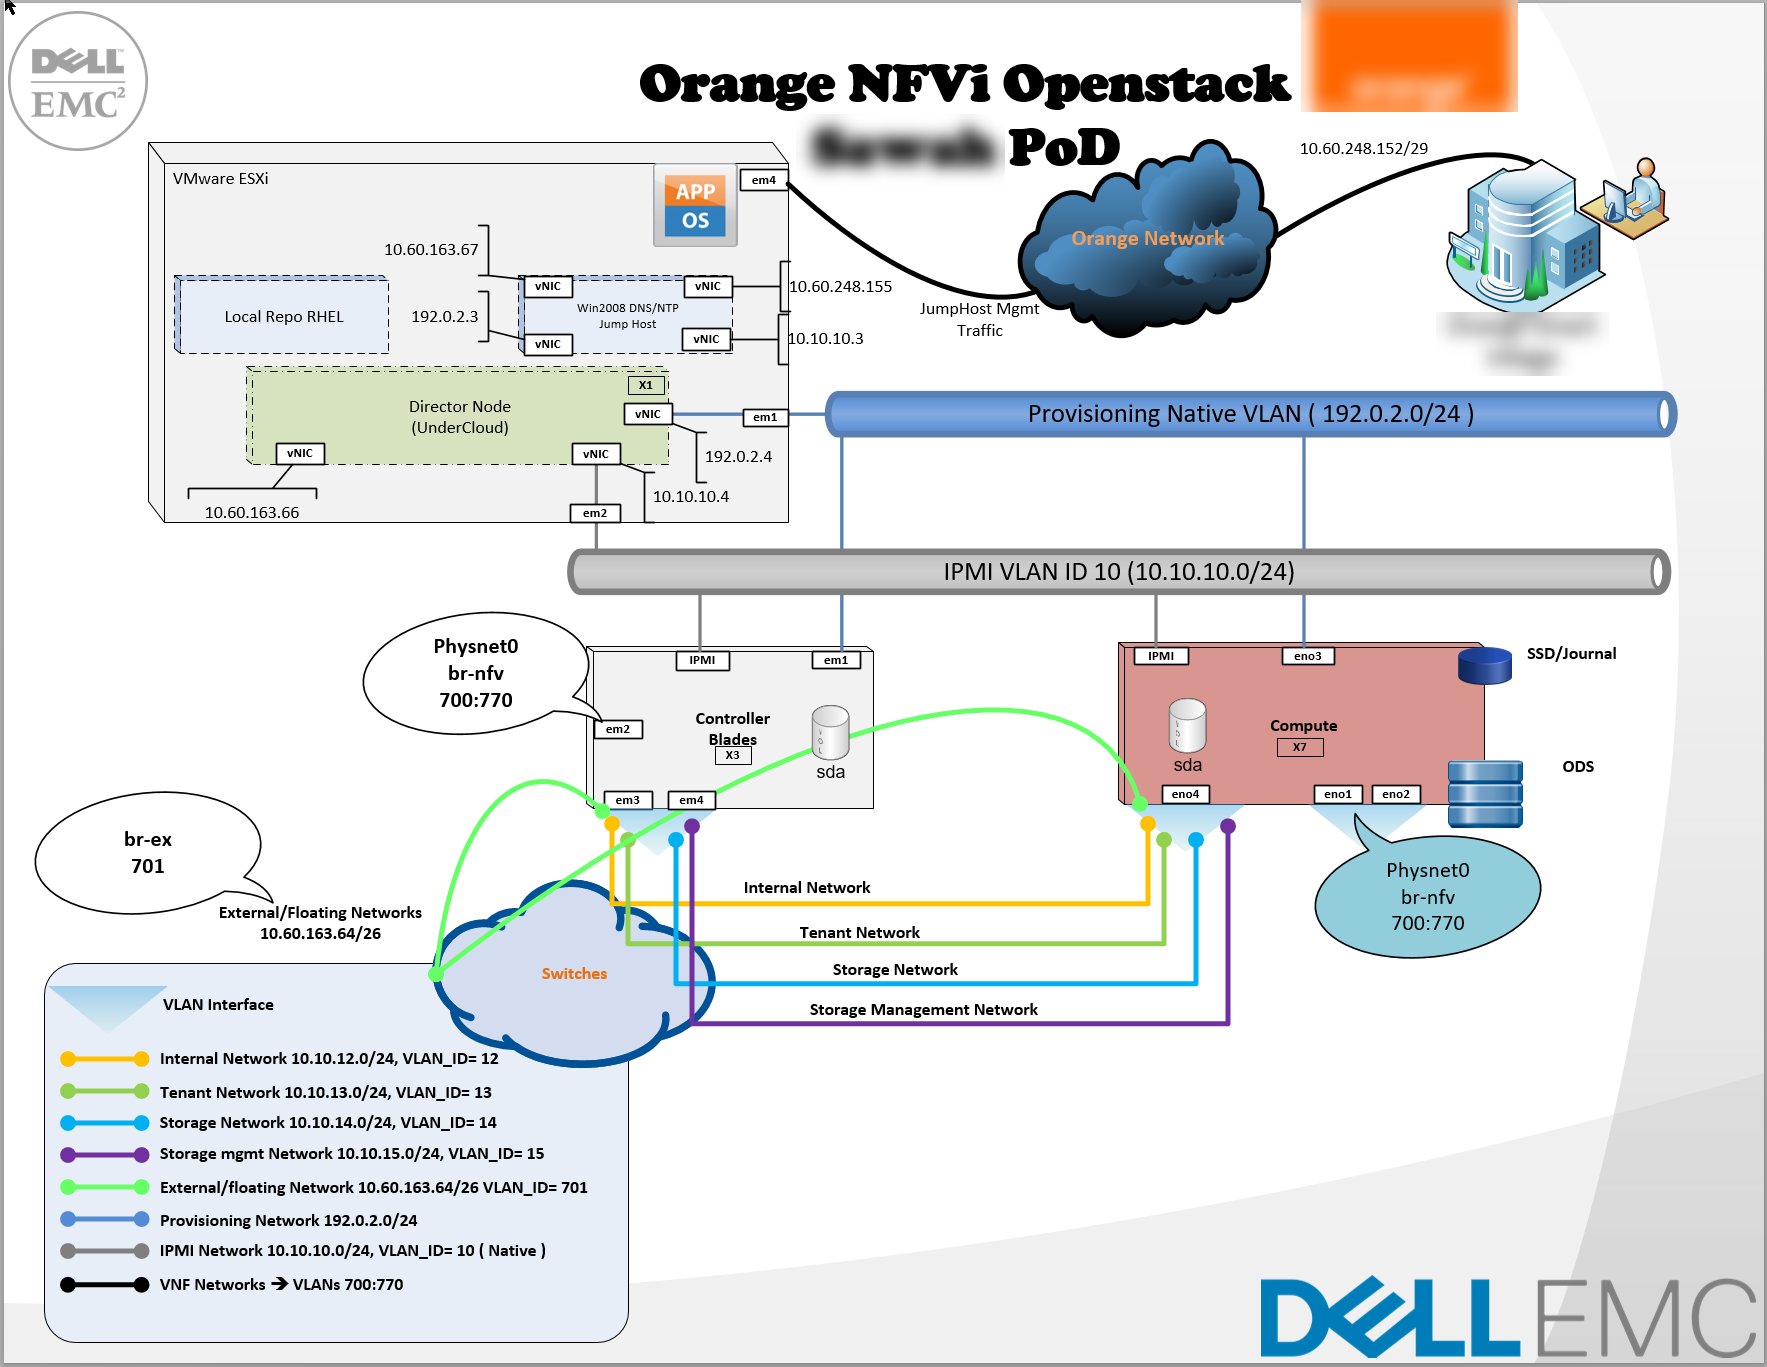 DELL
EMC²
Orange NFVi Openstack
PoD
VMware ESXi
APP
OS
em4
10.60.248.152/29
Orange Network
JumpHost Mgmt
Traffic
10.60.163.67
vNIC
vNIC
10.60.248.155
Local Repo RHEL
192.0.2.3
Win2008 DNS/NTP
Jump Host
vNIC
vNIC
10.10.10.3
X1
Director Node
(UnderCloud)
vNIC
em1
Provisioning Native VLAN ( 192.0.2.0/24 )
vNIC
vNIC
192.0.2.4
10.10.10.4
10.60.163.66
em2
IPMI VLAN ID 10 (10.10.10.0/24)
Physnet0
br-nfv
700:770
IPMI
em1
em2
Controller
Blades
X3
sda
em3
em4
IPMI
eno3
SSD/Journal
Compute
X7
sda
ODS
eno4
eno1
eno2
Physnet0
br-nfv
700:770
br-ex
701
External/Floating Networks
10.60.163.64/26
Internal Network
Tenant Network
Storage Network
Storage Management Network
Switches
VLAN Interface
Internal Network 10.10.12.0/24, VLAN_ID= 12
Tenant Network 10.10.13.0/24, VLAN_ID= 13
Storage Network 10.10.14.0/24, VLAN_ID= 14
Storage mgmt Network 10.10.15.0/24, VLAN_ID= 15
External/floating Network 10.60.163.64/26 VLAN_ID= 701
Provisioning Network 192.0.2.0/24
IPMI Network 10.10.10.0/24, VLAN_ID= 10 ( Native )
VNF Networks ➔ VLANs 700:770
DELL EMC